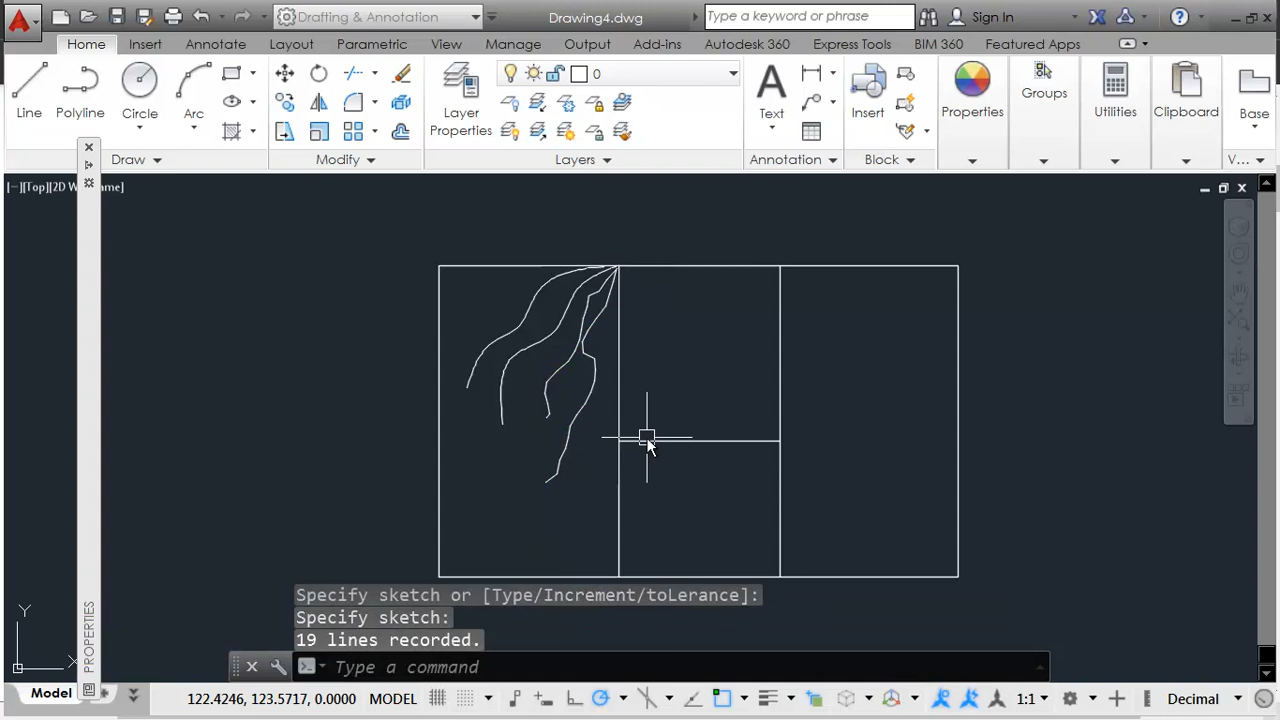 Drafting & Annotation
Drawing4.dwg
Type a keyword or phrase
Sign In
Home Insert Annotate Layout Parametric View Manage Output Add-ins Autodesk 360 Express Tools BIM 360 Featured Apps
Line Polyline Circle Arc
Layer Properties
0
Text
Insert
Properties
Groups
Utilities
Clipboard
Base
Draw Modify Layers Annotation Block V...
[−][Top][2D W
ame]
Y
X
PROPERTIES
Specify sketch or [Type/Increment/toLerance]:
Specify sketch:
19 lines recorded.
Type a command
Model
122.4246, 123.5717, 0.0000 MODEL
1:1
Decimal